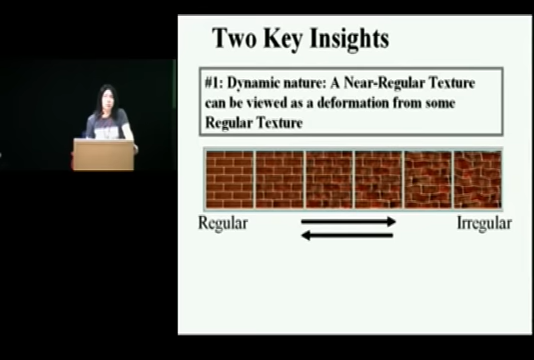 Two Key Insights
#1: Dynamic nature: A Near-Regular Texture
can be viewed as a deformation from some
Regular Texture
Regular
Irregular